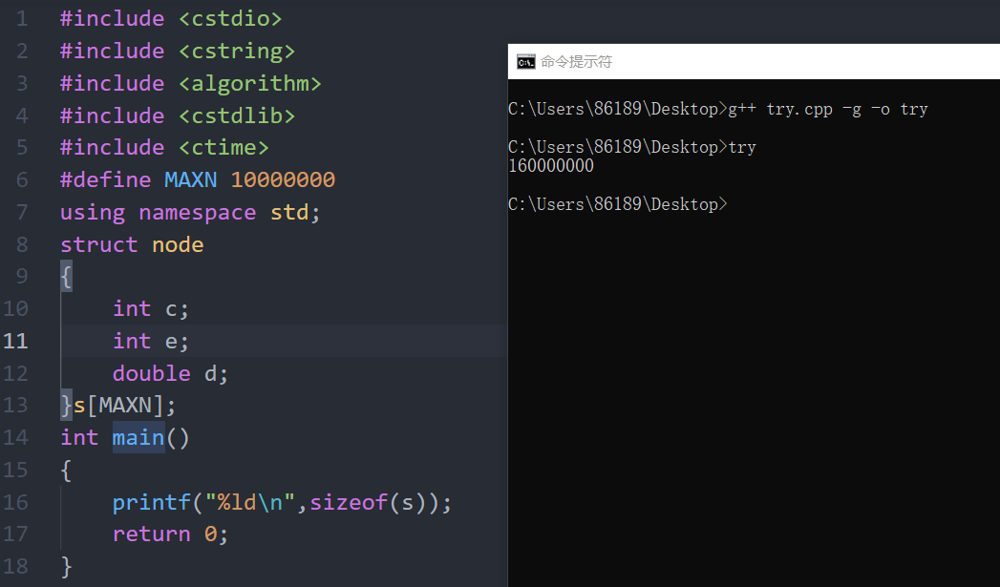 1 #include <cstdio>
2 #include <cstring>
3 #include <algorithm>
4 #include <cstdlib>
5 #include <ctime>
6 #define MAXN 10000000
7 using namespace std;
8 struct node
9 {
10     int c;
11     int e;
12     double d;
13 }s[MAXN];
14 int main()
15 {
16     printf("%ld\n",sizeof(s));
17     return 0;
18 }
命令提示符
C:\Users\86189\Desktop>g++ try.cpp -g -o try
C:\Users\86189\Desktop>try
160000000
C:\Users\86189\Desktop>